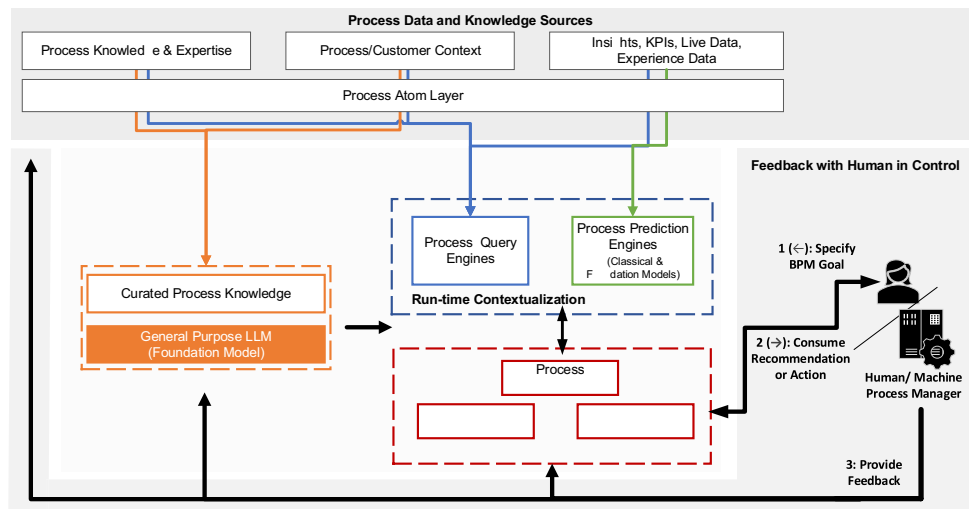 Process Data and Knowledge Sources
Process Knowled e & Expertise
Process/Customer Context
Insi hts, KPIs, Live Data,
Experience Data
Process Atom Layer
Feedback with Human in Control
Process Query
Engines
Process Prediction
Engines
(Classical &
F dation Models)
Run-time Contextualization
1 (←): Specify
BPM Goal
Curated Process Knowledge
General Purpose LLM
(Foundation Model)
2 (→): Consume
Recommendation
or Action
Human/ Machine
Process Manager
Process
3: Provide
Feedback